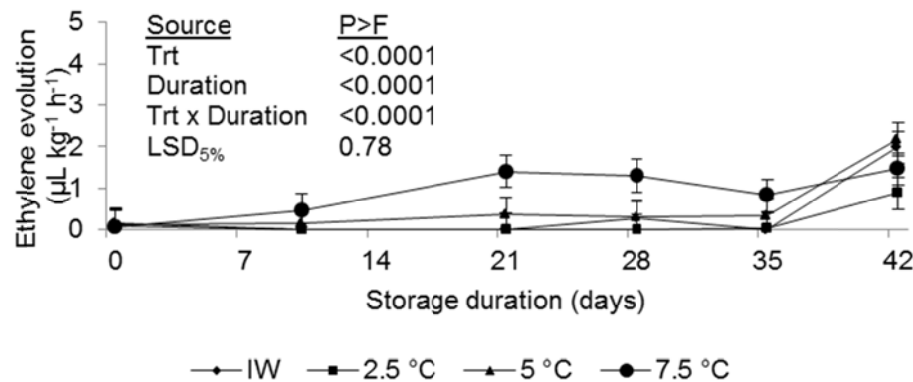 Ethylene evolution
(µL kg⁻¹ h⁻¹)
5
4
3
2
1
0
Source P>F
Trt <0.0001
Duration <0.0001
Trt x Duration <0.0001
LSD5% 0.78
0 7 14 21 28 35 42
Storage duration (days)
IW 2.5 °C 5 °C 7.5 °C